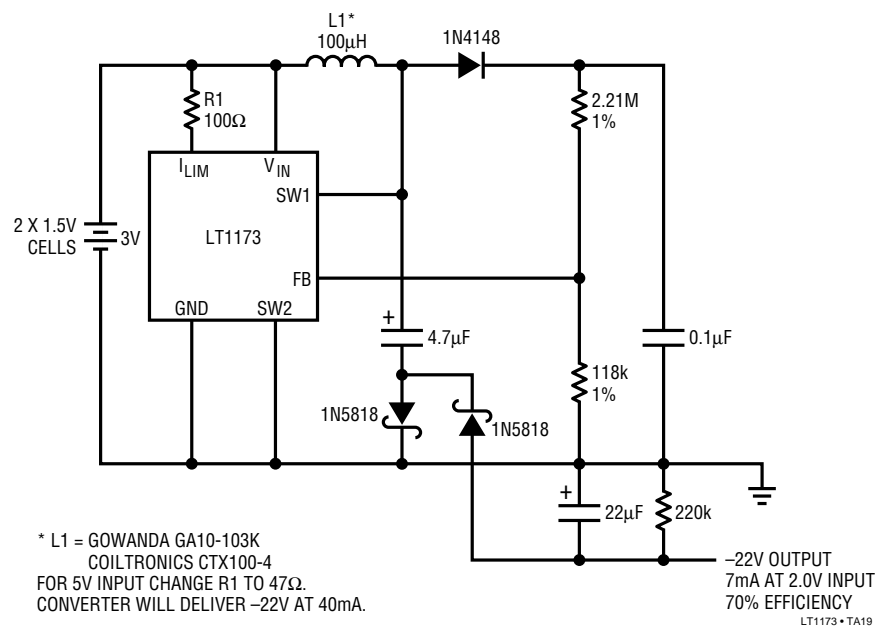 L1*
100µH
1N4148
R1
100Ω
2.21M
1%
I_LIM
V_IN
SW1
2 X 1.5V
CELLS
3V
LT1173
FB
GND
SW2
+
4.7µF
0.1µF
118k
1%
1N5818
1N5818
+
22µF
220k
* L1 = GOWANDA GA10-103K
COILTRONICS CTX100-4
FOR 5V INPUT CHANGE R1 TO 47Ω.
CONVERTER WILL DELIVER –22V AT 40mA.
–22V OUTPUT
7mA AT 2.0V INPUT
70% EFFICIENCY
LT1173 • TA19